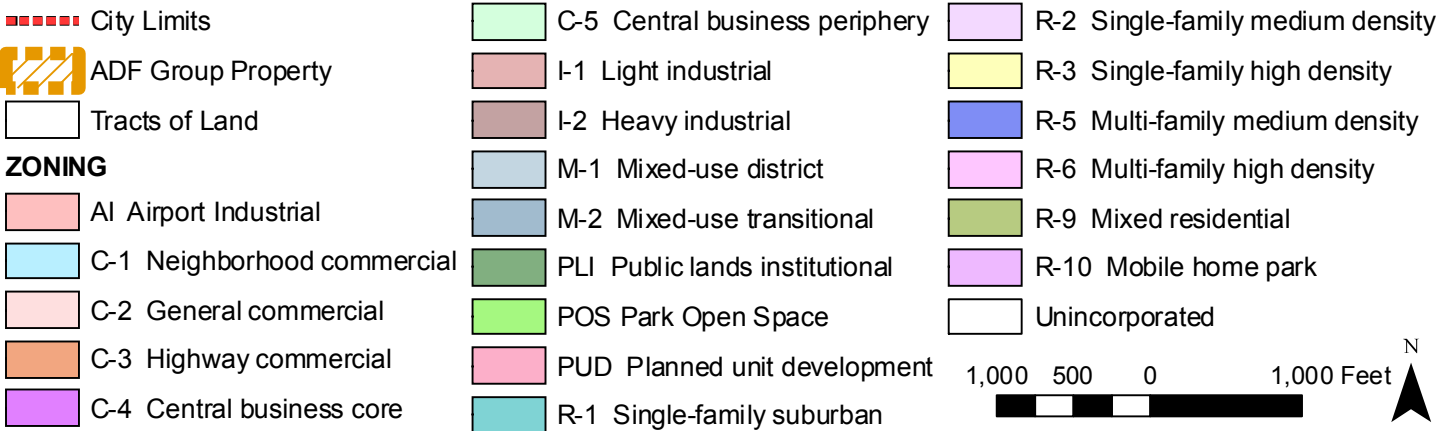 City Limits
ADF Group Property
Tracts of Land
ZONING
AI Airport Industrial
C-1 Neighborhood commercial
C-2 General commercial
C-3 Highway commercial
C-4 Central business core
C-5 Central business periphery
I-1 Light industrial
I-2 Heavy industrial
M-1 Mixed-use district
M-2 Mixed-use transitional
PLI Public lands institutional
POS Park Open Space
PUD Planned unit development
R-1 Single-family suburban
R-2 Single-family medium density
R-3 Single-family high density
R-5 Multi-family medium density
R-6 Multi-family high density
R-9 Mixed residential
R-10 Mobile home park
Unincorporated
1,000 500 0 1,000 Feet
N